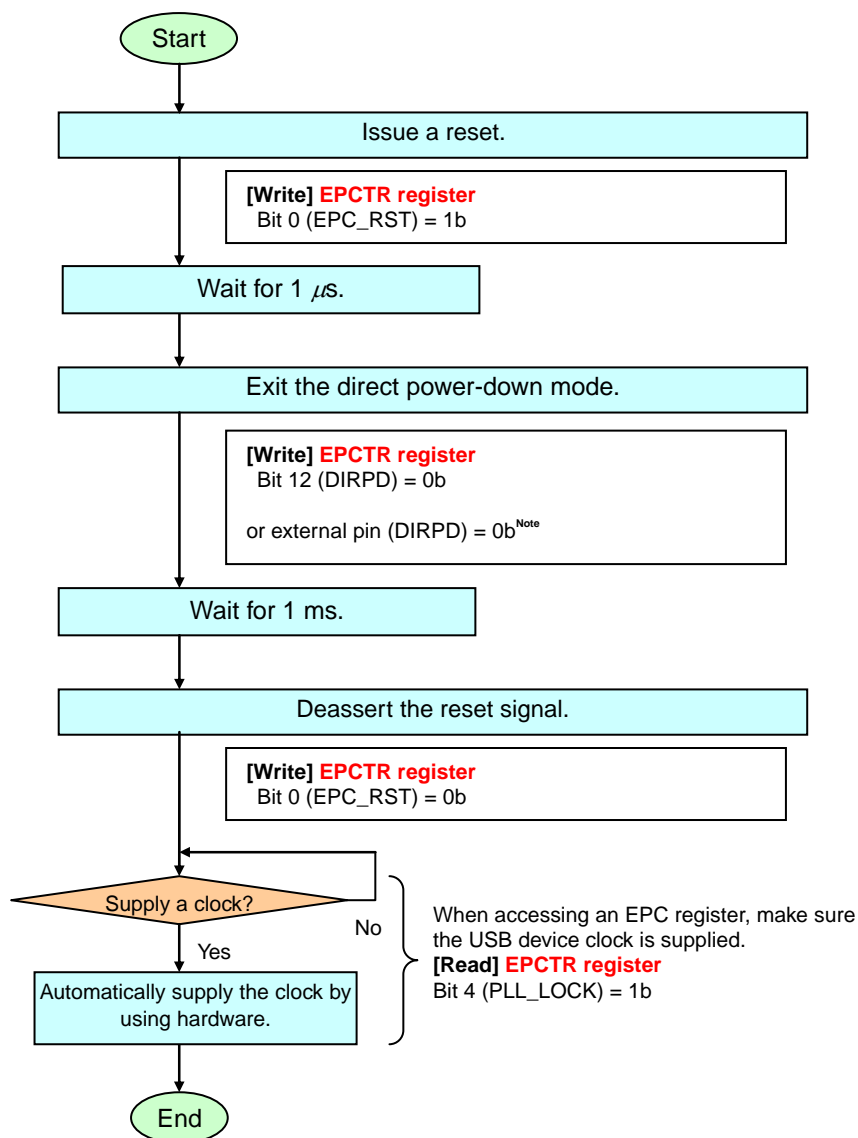 Start
Issue a reset.
[Write] EPCTR register
Bit 0 (EPC_RST) = 1b
Wait for 1 μs.
Exit the direct power-down mode.
[Write] EPCTR register
Bit 12 (DIRPD) = 0b
or external pin (DIRPD) = 0bNote
Wait for 1 ms.
Deassert the reset signal.
[Write] EPCTR register
Bit 0 (EPC_RST) = 0b
Supply a clock?
No
Yes
Automatically supply the clock by
using hardware.
When accessing an EPC register, make sure
the USB device clock is supplied.
[Read] EPCTR register
Bit 4 (PLL_LOCK) = 1b
End